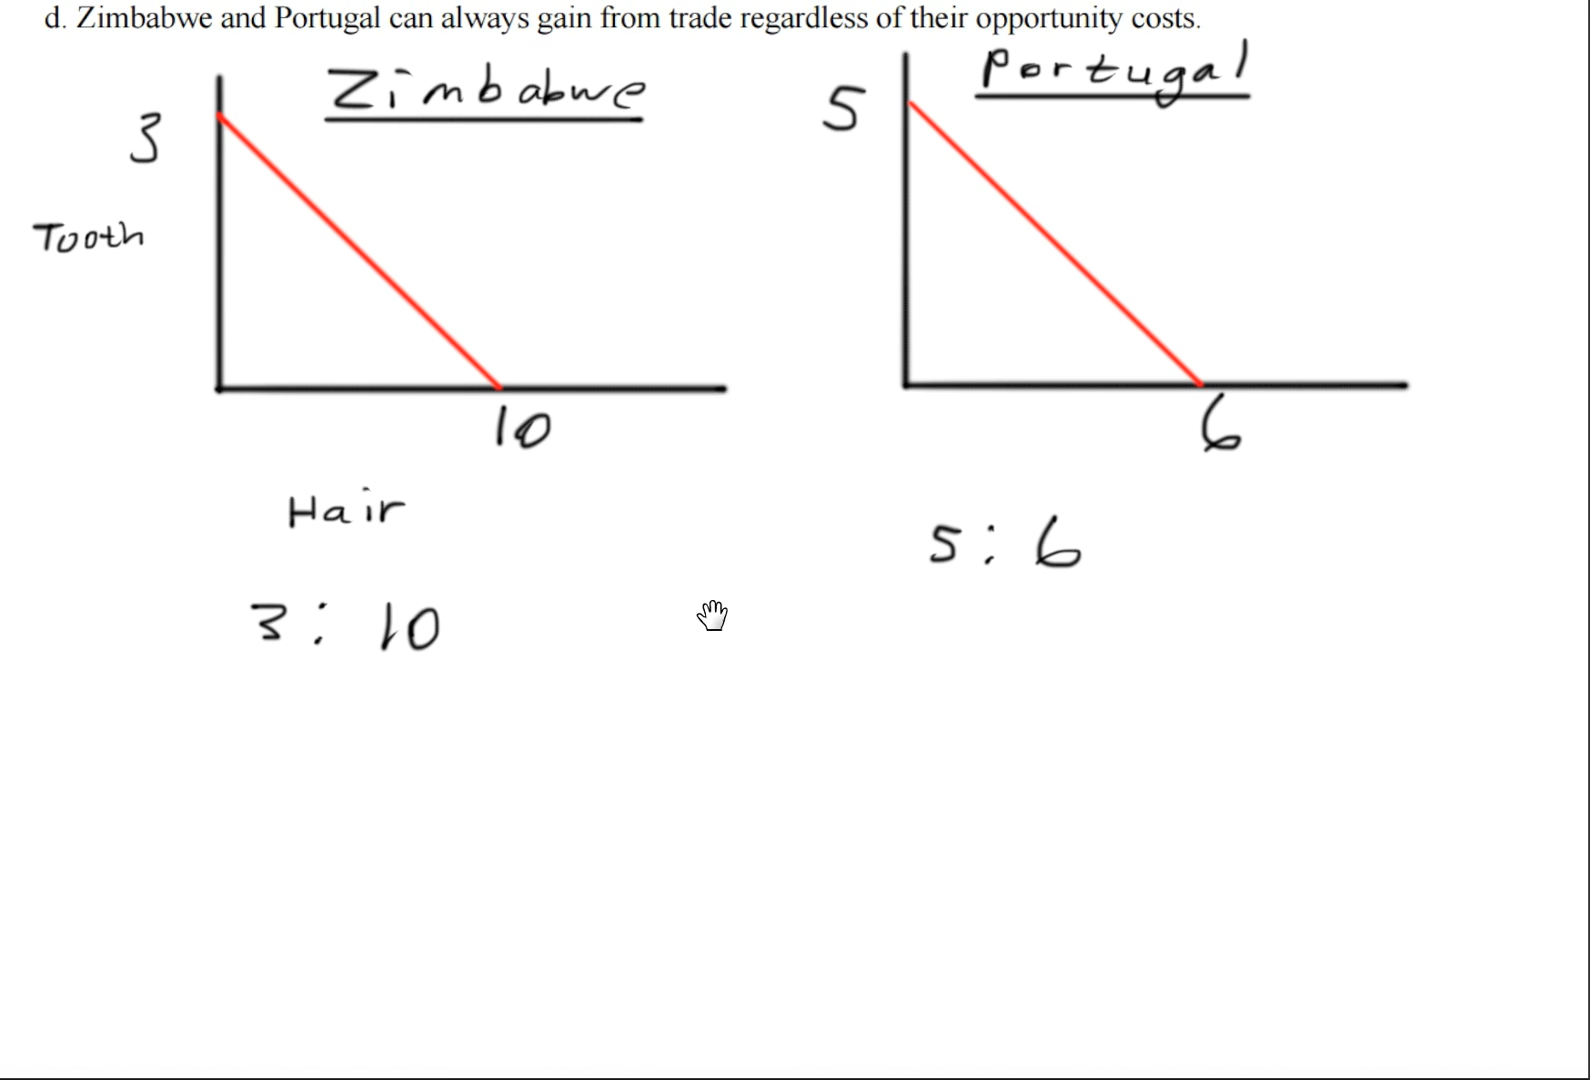 d. Zimbabwe and Portugal can always gain from trade regardless of their opportunity costs.
Zimbabwe
3
Tooth
10
Hair
3 : 10
Portugal
5
6
5 : 6